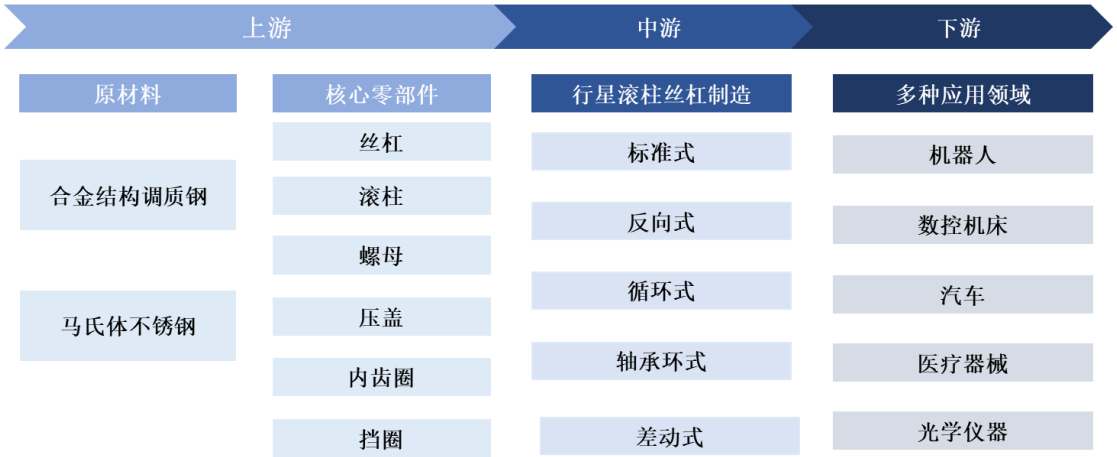 上游
中游
下游
原材料
合金结构调质钢
马氏体不锈钢
核心零部件
丝杠
滚柱
螺母
压盖
内齿圈
挡圈
行星滚柱丝杠制造
标准式
反向式
循环式
轴承环式
差动式
多种应用领域
机器人
数控机床
汽车
医疗器械
光学仪器